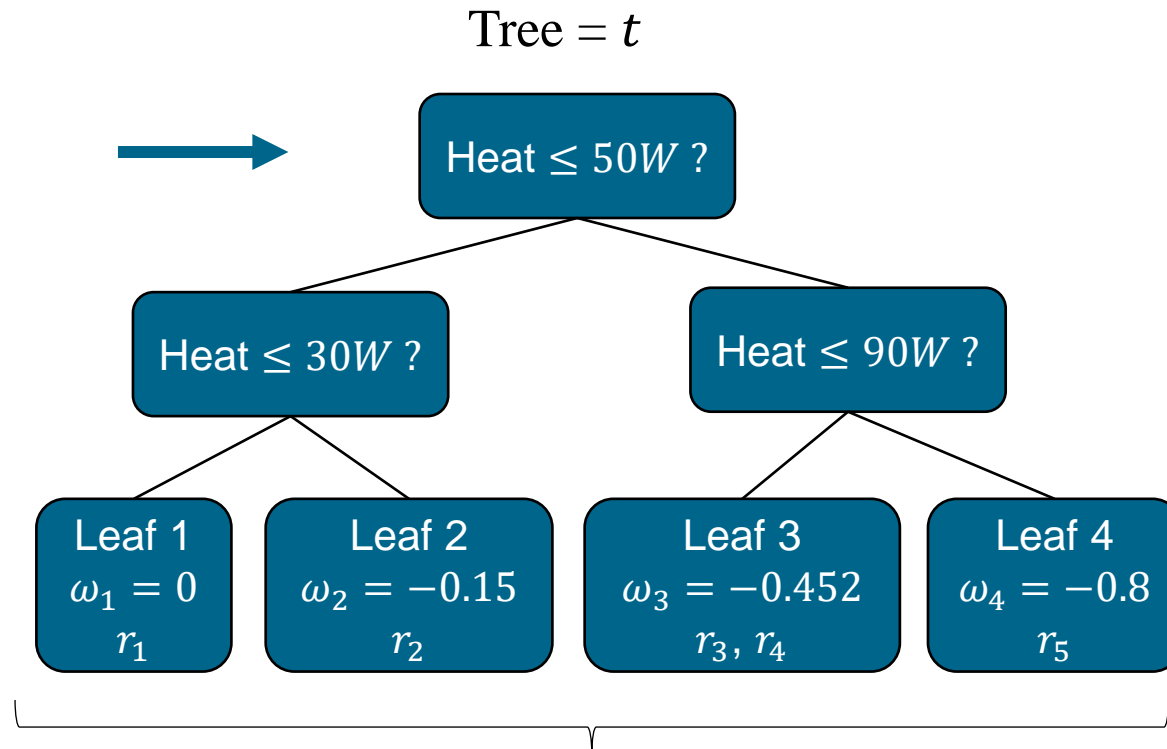 Tree = t
Heat ≤ 50W ?
Heat ≤ 30W ?
Heat ≤ 90W ?
Leaf 1
ω₁ = 0
r₁
Leaf 2
ω₂ = −0.15
r₂
Leaf 3
ω₃ = −0.452
r₃, r₄
Leaf 4
ω₄ = −0.8
r₅